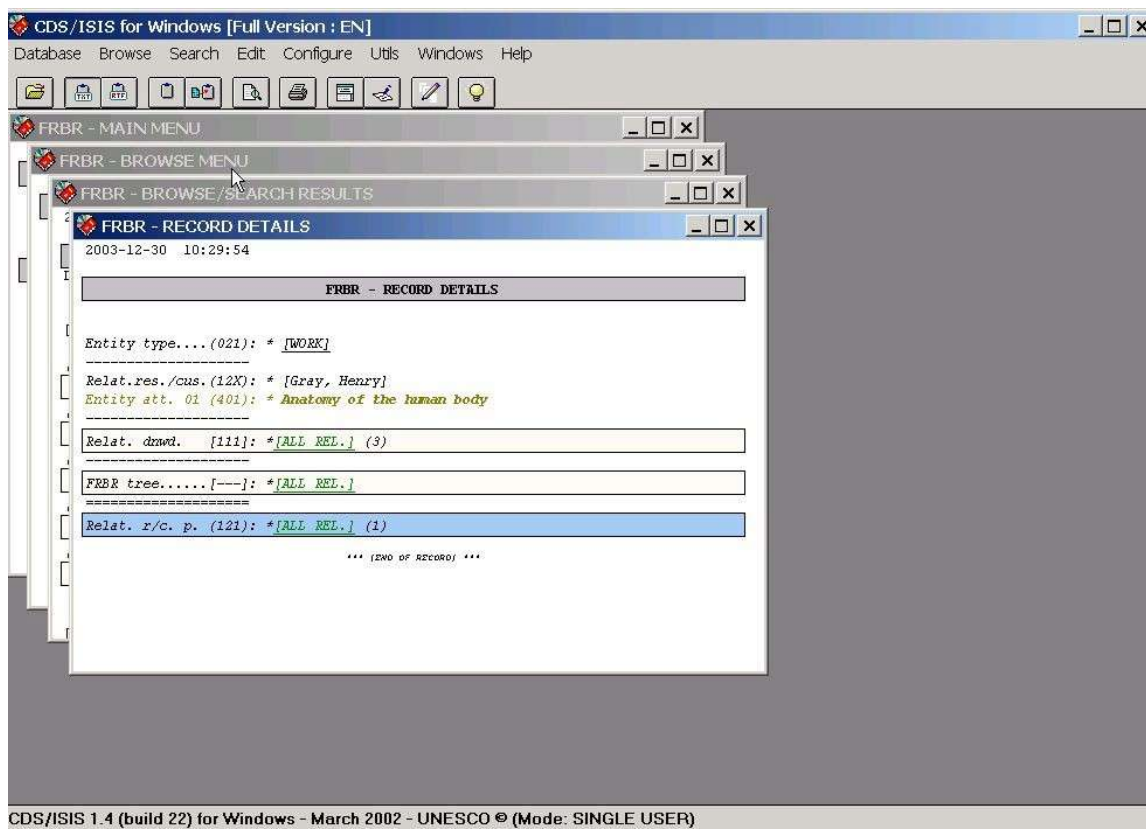 CDS/ISIS for Windows [Full Version : EN]
Database Browse Search Edit Configure Utils Windows Help
TXT RTF
FRBR - MAIN MENU
FRBR - BROWSE MENU
FRBR - BROWSE/SEARCH RESULTS
FRBR - RECORD DETAILS
2003-12-30 10:29:54
FRBR - RECORD DETAILS
Entity type....(021): * [WORK]
--------------------
Relat.res./cus.(12X): * [Gray, Henry]
Entity att. 01 (401): * Anatomy of the human body
--------------------
Relat. dnwd. [111]: *[ALL REL.] (3)
--------------------
FRBR tree......[---]: *[ALL REL.]
====================
Relat. r/c. p. (121): *[ALL REL.] (1)
*** [END OF RECORD] ***
CDS/ISIS 1.4 (build 22) for Windows - March 2002 - UNESCO © (Mode: SINGLE USER)